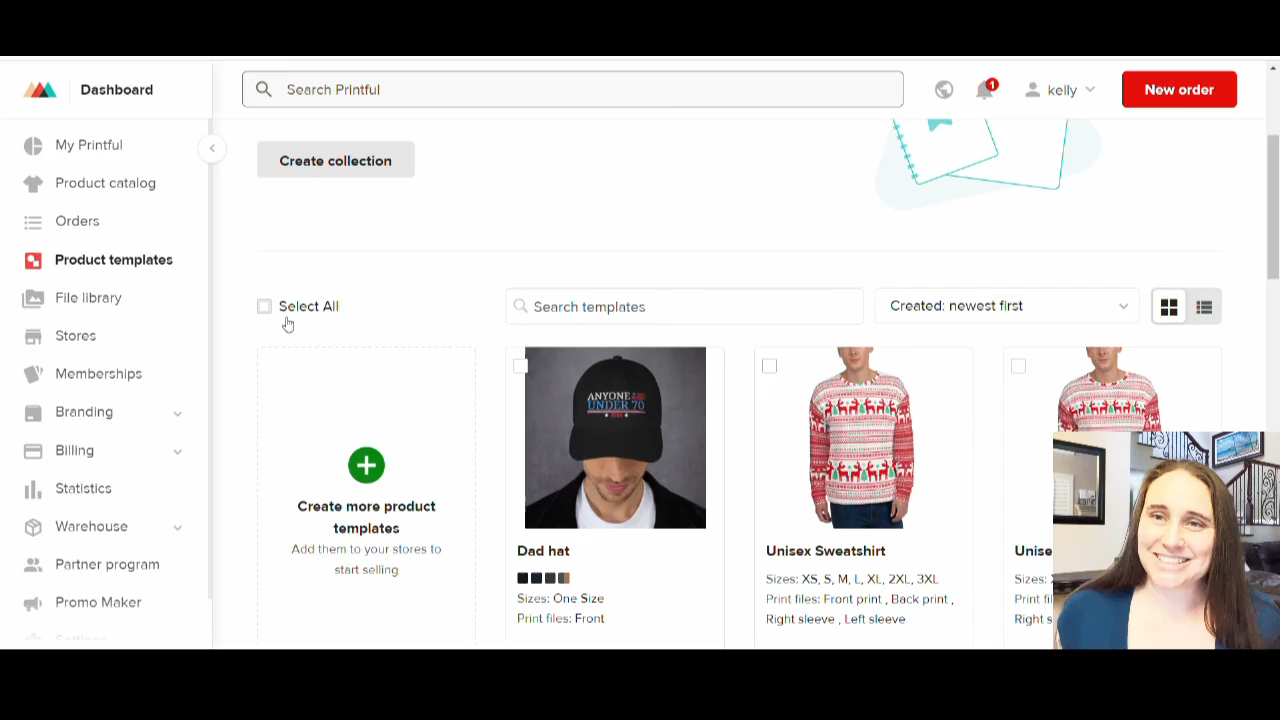 Dashboard
Search Printful
1
kelly
New order
My Printful
Product catalog
Orders
Product templates
File library
Stores
Memberships
Branding
Billing
Statistics
Warehouse
Partner program
Promo Maker
Settings
Create collection
Select All
Search templates
Created: newest first
Create more product
templates
Add them to your stores to
start selling
ANYONE
UNDER 70
Dad hat
Sizes: One Size
Print files: Front
Unisex Sweatshirt
Sizes: XS, S, M, L, XL, 2XL, 3XL
Print files: Front print , Back print ,
Right sleeve , Left sleeve
Unise
Sizes:
Print fil
Right s